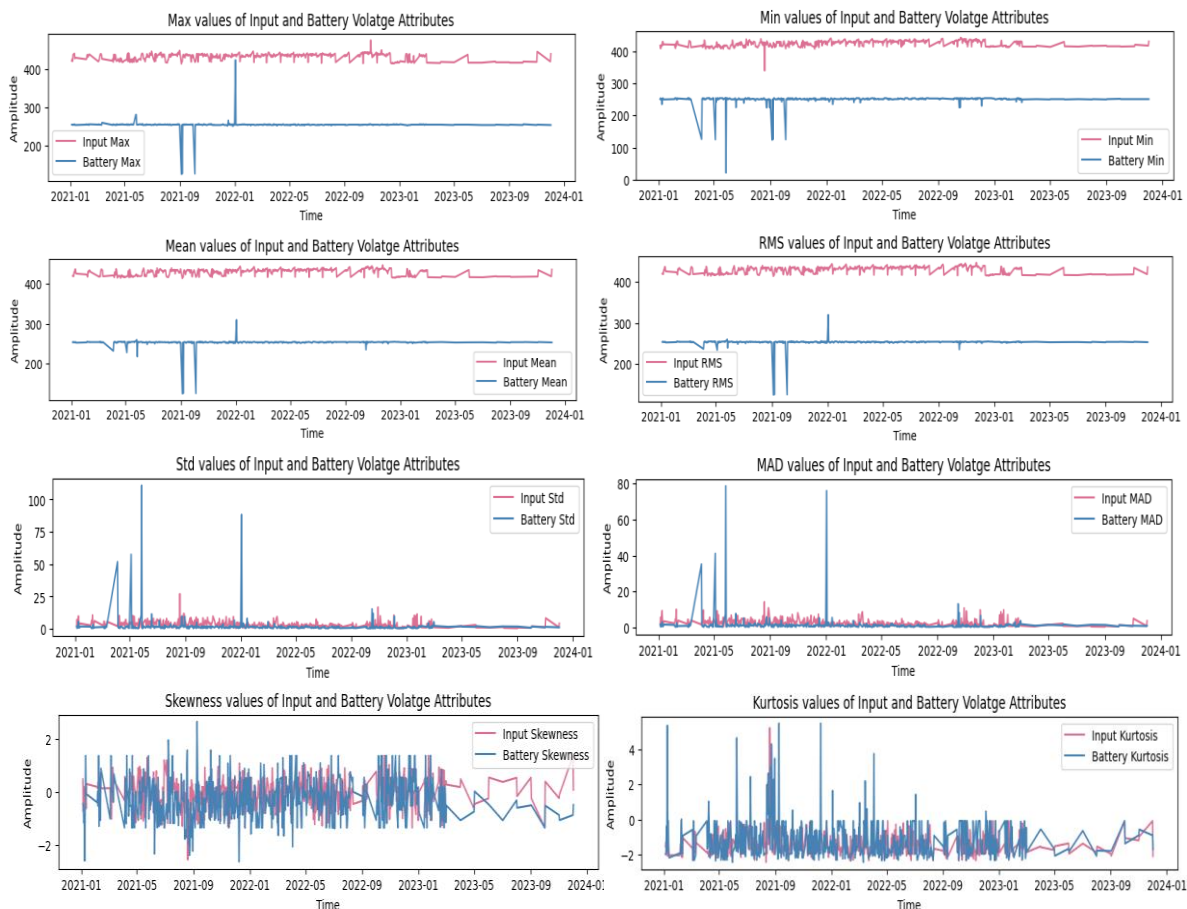 Max values of Input and Battery Volatge Attributes
Amplitude
400
300
200
Input Max
Battery Max
2021-01 2021-05 2021-09 2022-01 2022-05 2022-09 2023-01 2023-05 2023-09 2024-01
Time
Min values of Input and Battery Volatge Attributes
Amplitude
400
300
200
100
0
Input Min
Battery Min
2021-01 2021-05 2021-09 2022-01 2022-05 2022-09 2023-01 2023-05 2023-09 2024-01
Time
Mean values of Input and Battery Volatge Attributes
Amplitude
400
300
200
Input Mean
Battery Mean
2021-01 2021-05 2021-09 2022-01 2022-05 2022-09 2023-01 2023-05 2023-09 2024-01
Time
RMS values of Input and Battery Volatge Attributes
Amplitude
400
300
200
Input RMS
Battery RMS
2021-01 2021-05 2021-09 2022-01 2022-05 2022-09 2023-01 2023-05 2023-09 2024-01
Time
Std values of Input and Battery Volatge Attributes
Amplitude
100
75
50
25
0
Input Std
Battery Std
2021-01 2021-05 2021-09 2022-01 2022-05 2022-09 2023-01 2023-05 2023-09 2024-01
Time
MAD values of Input and Battery Volatge Attributes
Amplitude
80
60
40
20
0
Input MAD
Battery MAD
2021-01 2021-05 2021-09 2022-01 2022-05 2022-09 2023-01 2023-05 2023-09 2024-01
Time
Skewness values of Input and Battery Volatge Attributes
Amplitude
2
0
−2
Input Skewness
Battery Skewness
2021-01 2021-05 2021-09 2022-01 2022-05 2022-09 2023-01 2023-05 2023-09 2024-0
Time
Kurtosis values of Input and Battery Volatge Attributes
Amplitude
4
2
0
−2
Input Kurtosis
Battery Kurtosis
2021-01 2021-05 2021-09 2022-01 2022-05 2022-09 2023-01 2023-05 2023-09 2024-01
Time